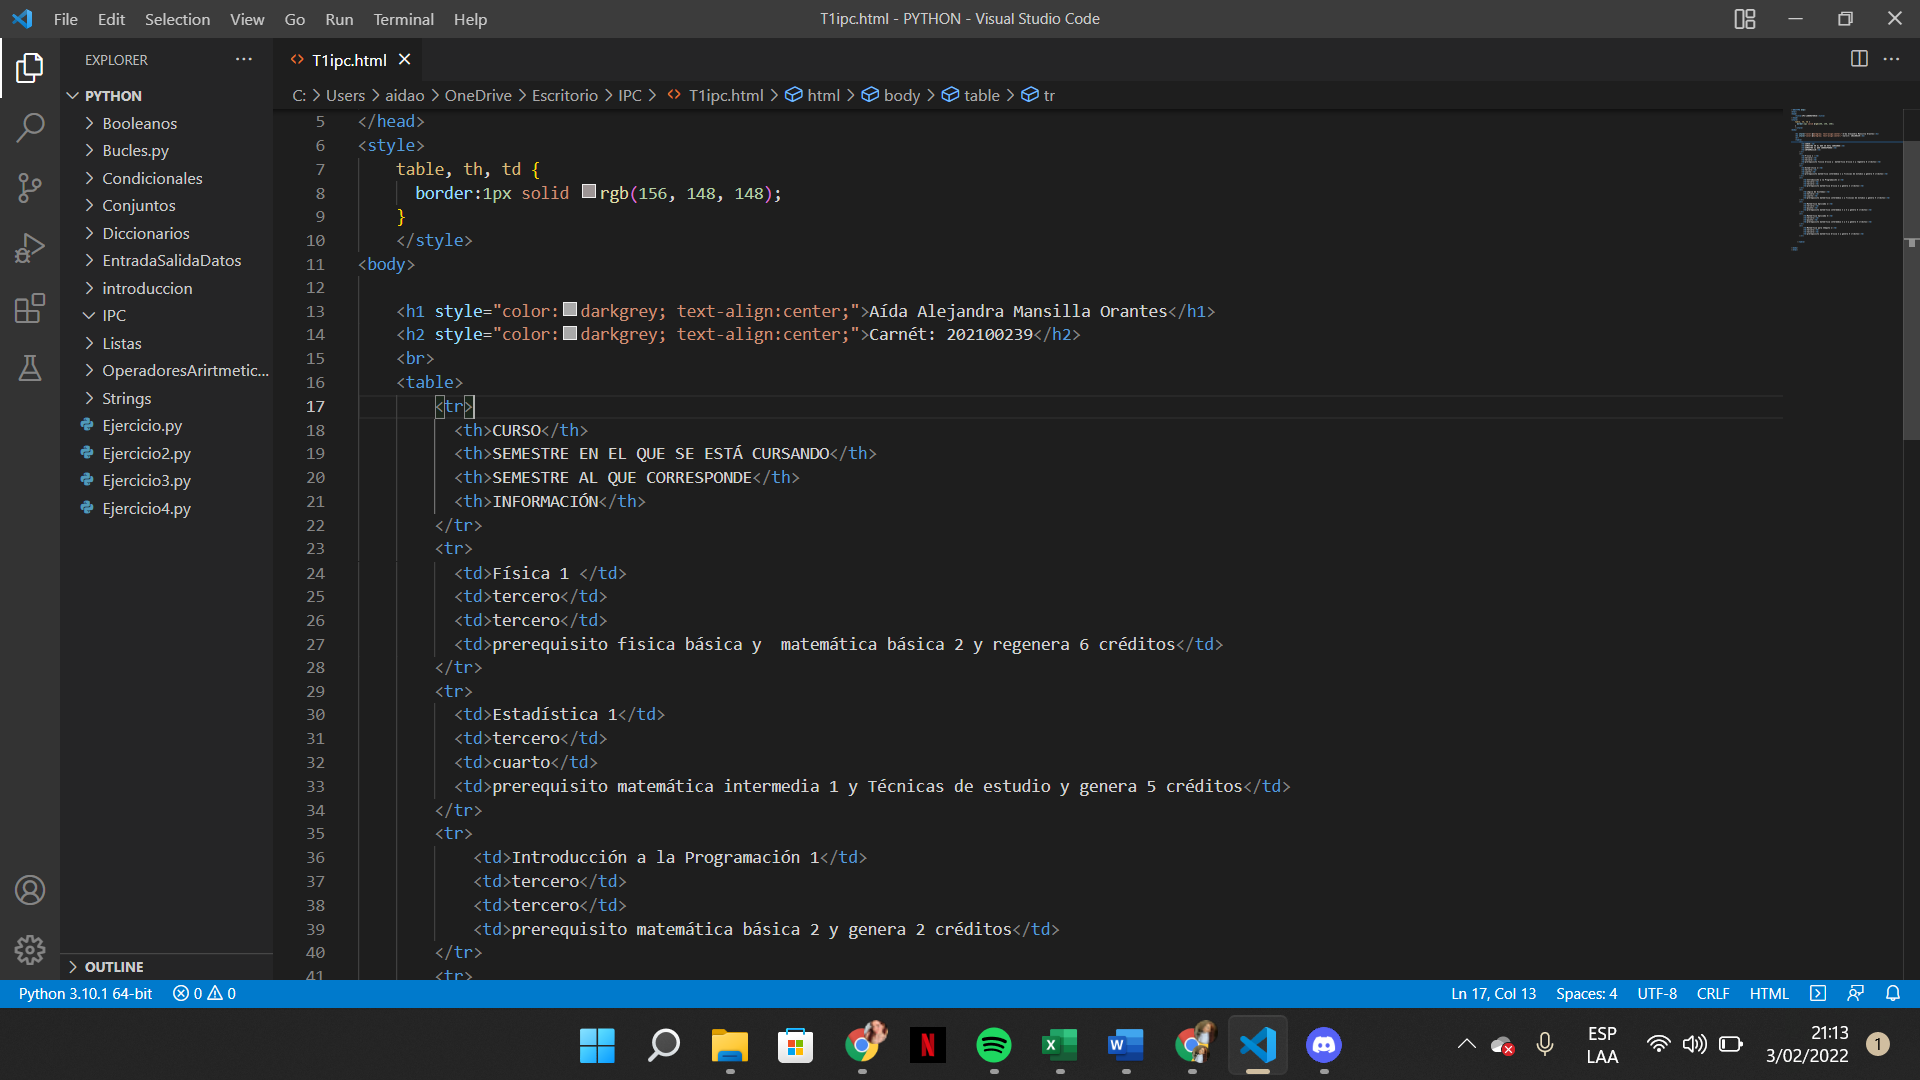 File Edit Selection View Go Run Terminal Help
T1ipc.html - PYTHON - Visual Studio Code
EXPLORER
PYTHON
Booleanos
Bucles.py
Condicionales
Conjuntos
Diccionarios
EntradaSalidaDatos
introduccion
IPC
Listas
OperadoresArirtmetic...
Strings
Ejercicio.py
Ejercicio2.py
Ejercicio3.py
Ejercicio4.py
OUTLINE
T1ipc.html
C: > Users > aidao > OneDrive > Escritorio > IPC > T1ipc.html > html > body > table > tr
5 </head>
6 <style>
7 table, th, td {
8 border:1px solid rgb(156, 148, 148);
9 }
10 </style>
11 <body>
12
13 <h1 style="color:darkgrey; text-align:center;">Aída Alejandra Mansilla Orantes</h1>
14 <h2 style="color:darkgrey; text-align:center;">Carnét: 202100239</h2>
15 <br>
16 <table>
17 <tr>
18 <th>CURSO</th>
19 <th>SEMESTRE EN EL QUE SE ESTÁ CURSANDO</th>
20 <th>SEMESTRE AL QUE CORRESPONDE</th>
21 <th>INFORMACIÓN</th>
22 </tr>
23 <tr>
24 <td>Física 1 </td>
25 <td>tercero</td>
26 <td>tercero</td>
27 <td>prerequisito fisica básica y  matemática básica 2 y regenera 6 créditos</td>
28 </tr>
29 <tr>
30 <td>Estadística 1</td>
31 <td>tercero</td>
32 <td>cuarto</td>
33 <td>prerequisito matemática intermedia 1 y Técnicas de estudio y genera 5 créditos</td>
34 </tr>
35 <tr>
36 <td>Introducción a la Programación 1</td>
37 <td>tercero</td>
38 <td>tercero</td>
39 <td>prerequisito matemática básica 2 y genera 2 créditos</td>
40 </tr>
41 <tr>
Python 3.10.1 64-bit 0 0
Ln 17, Col 13 Spaces: 4 UTF-8 CRLF HTML
ESP
LAA
21:13
3/02/2022
1